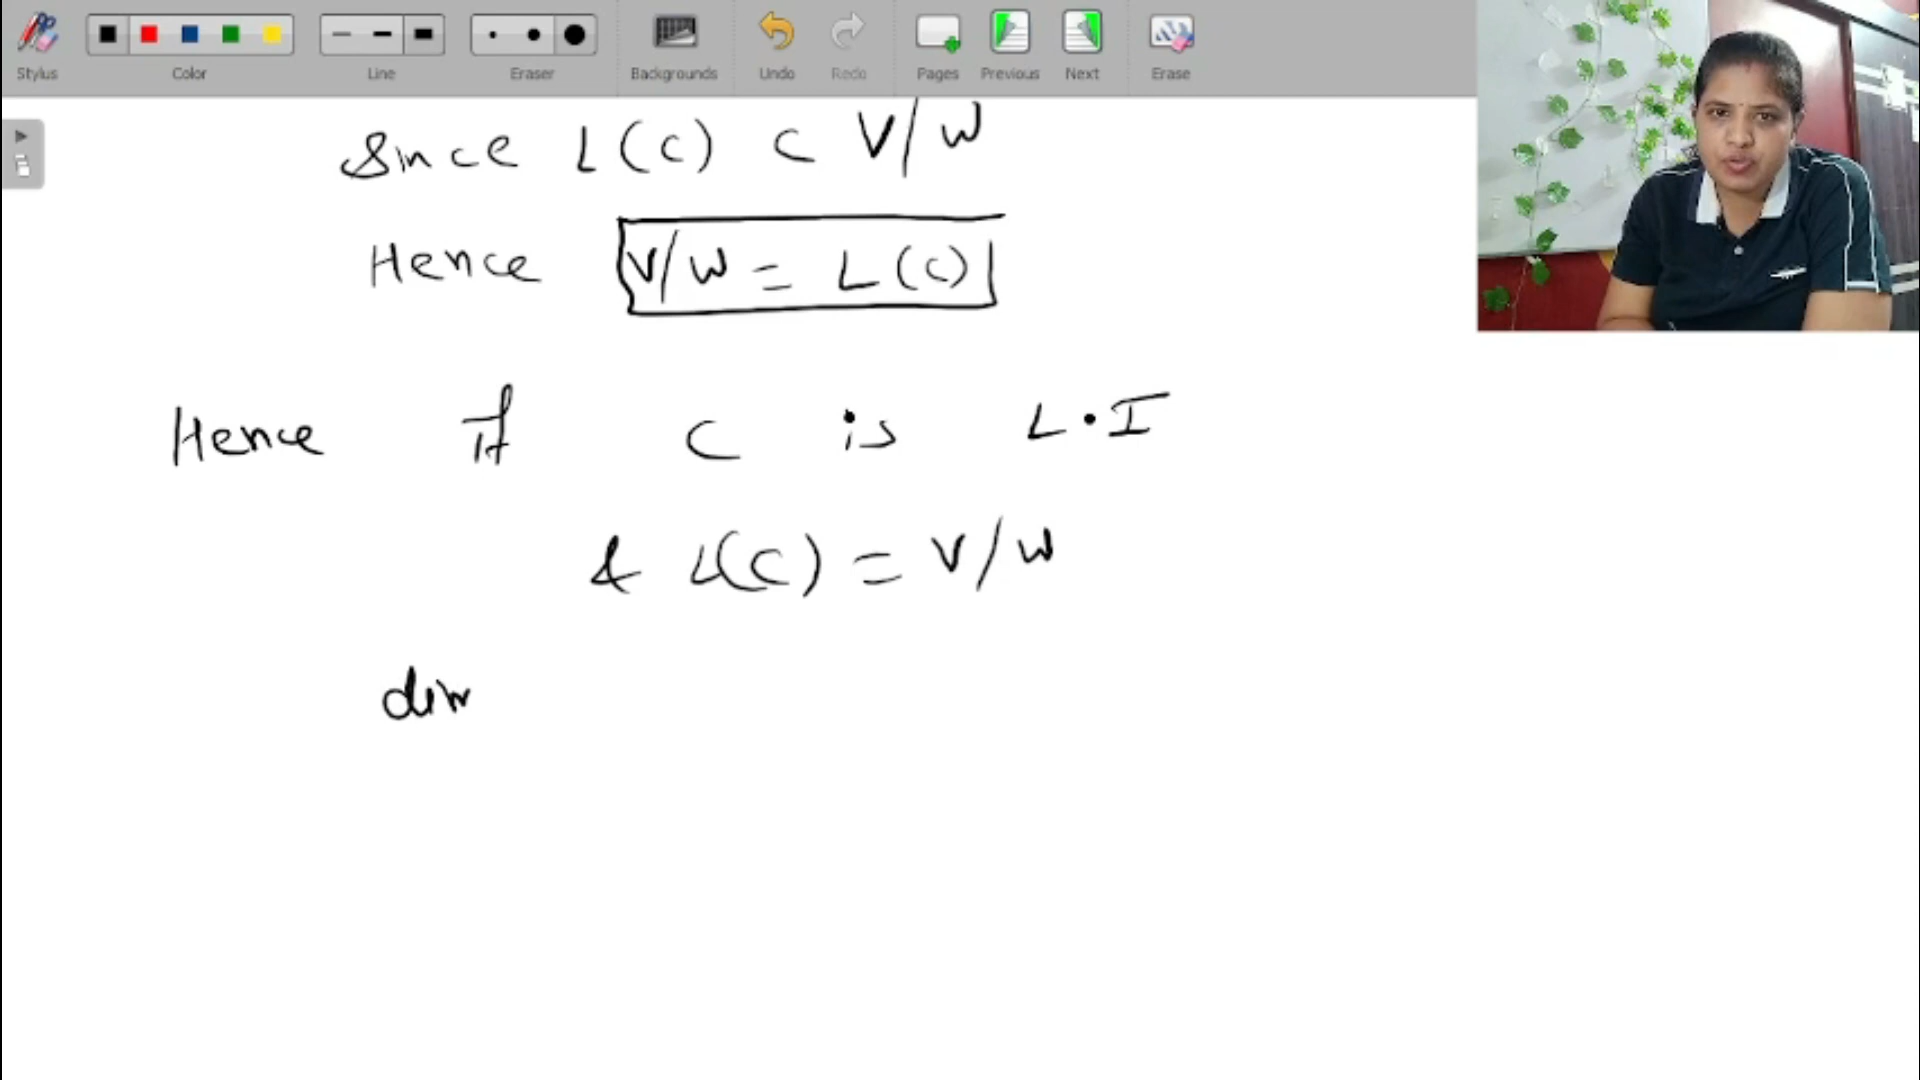 Stylus Color Line Eraser Backgrounds Undo Redo Pages Previous Next Erase
Since L(C) ⊂ V/W
Hence V/W = L(C)
Hence if C is L.I
& L(C) = V/W
dim